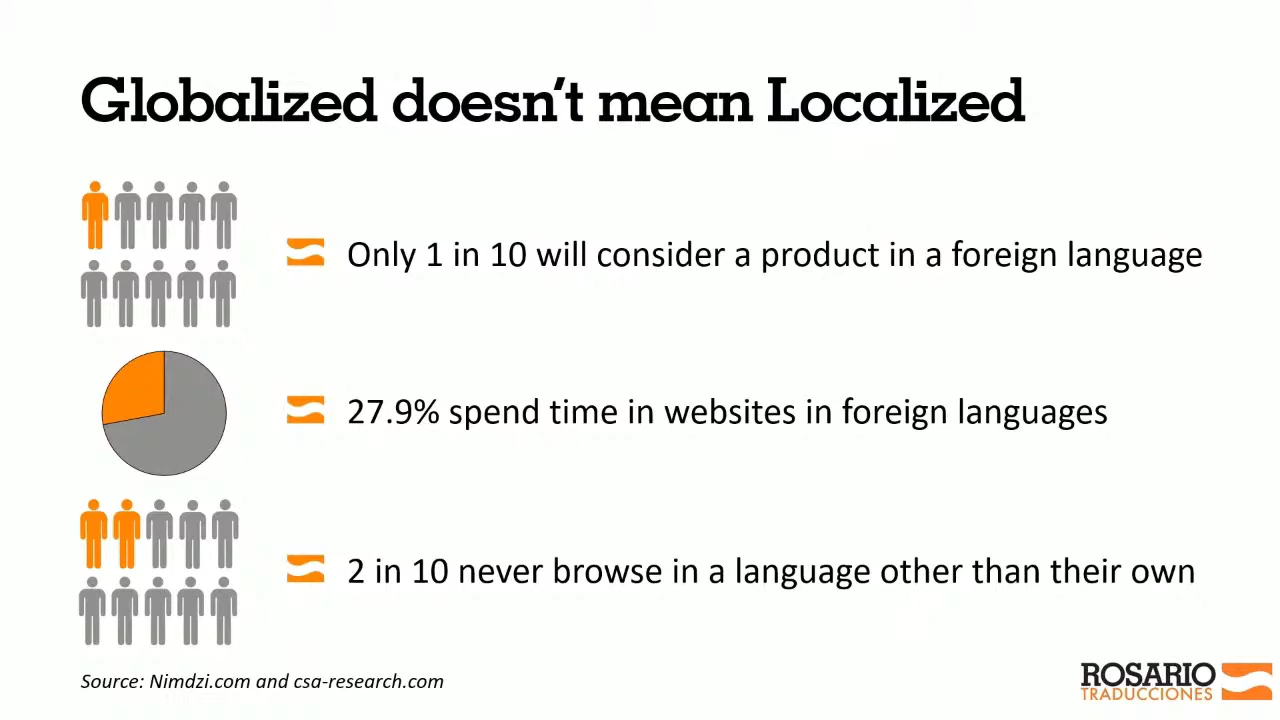 Globalized doesn't mean Localized
Only 1 in 10 will consider a product in a foreign language
27.9% spend time in websites in foreign languages
2 in 10 never browse in a language other than their own
Source: Nimdzi.com and csa-research.com
ROSARIO
TRADUCCIONES